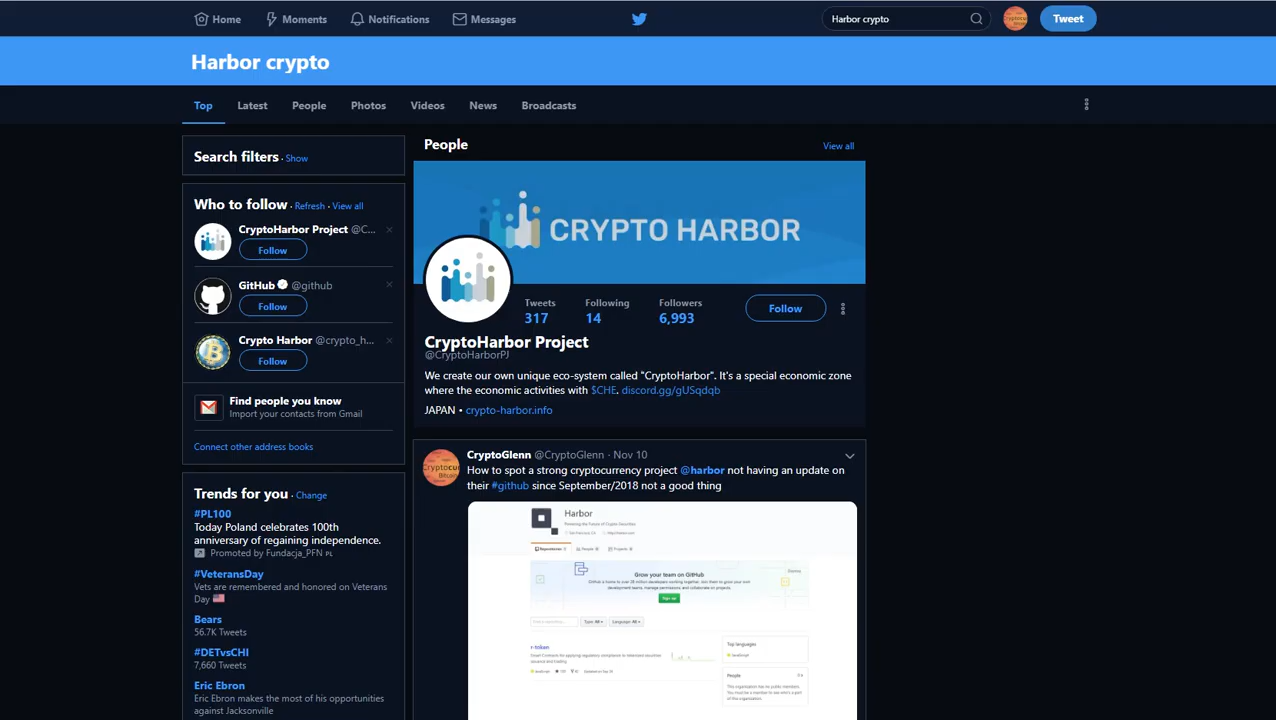 Home
Moments
Notifications
Messages
Harbor crypto
Tweet
Harbor crypto
Top
Latest
People
Photos
Videos
News
Broadcasts
Search filters · Show
Who to follow · Refresh · View all
CryptoHarbor Project @C...
Follow
GitHub @github
Follow
Crypto Harbor @crypto_h...
Follow
Find people you know
Import your contacts from Gmail
Connect other address books
Trends for you · Change
#PL100
Today Poland celebrates 100th
anniversary of regaining independence.
Promoted by Fundacja_PFN PL
#VeteransDay
Vets are remembered and honored on Veterans
Day
Bears
56.7K Tweets
#DETvsCHI
7,660 Tweets
Eric Ebron
Eric Ebron makes the most of his opportunities
against Jacksonville
People
View all
CRYPTO HARBOR
Tweets
317
Following
14
Followers
6,993
Follow
CryptoHarbor Project
@CryptoHarborPJ
We create our own unique eco-system called "CryptoHarbor". It's a special economic zone
where the economic activities with $CHE. discord.gg/gUSqdqb
JAPAN • crypto-harbor.info
CryptoGlenn @CryptoGlenn · Nov 10
How to spot a strong cryptocurrency project @harbor not having an update on
their #github since September/2018 not a good thing
Harbor
Grow your team on GitHub
Sign up
r-token
Top languages
JavaScript
People